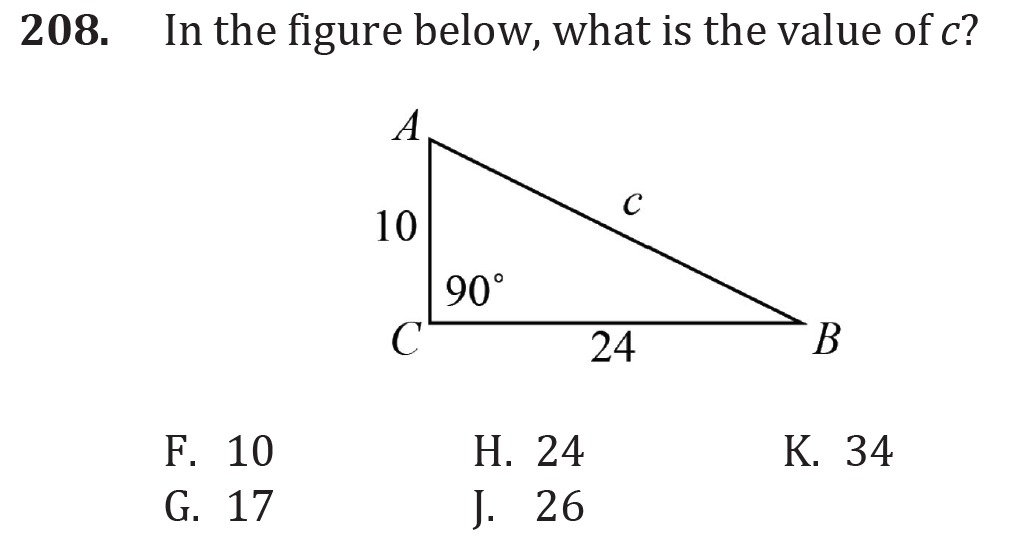 208. In the figure below, what is the value of c?
A
c
10
90°
C
24
B
F. 10 H. 24 K. 34
G. 17 J. 26